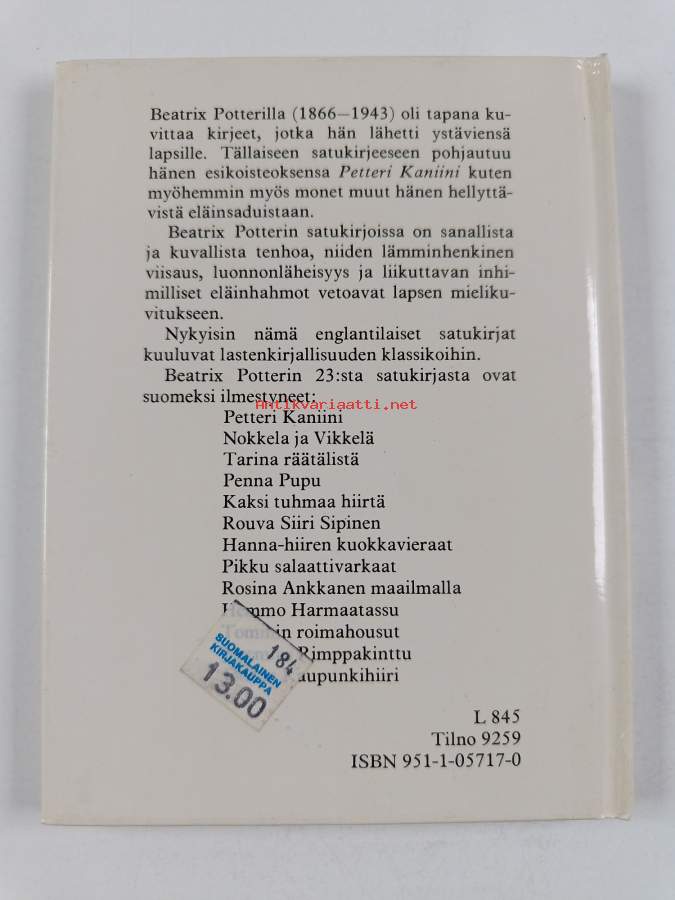 Beatrix Potterilla (1866—1943) oli tapana ku-
vittaa kirjeet, jotka hän lähetti ystäviensä
lapsille. Tällaiseen satukirjeeseen pohjautuu
hänen esikoisteoksensa Petteri Kaniini kuten
myöhemmin myös monet muut hänen hellyttä-
vistä eläinsaduistaan.
Beatrix Potterin satukirjoissa on sanallista
ja kuvallista tenhoa, niiden lämminhenkinen
viisaus, luonnonläheisyys ja liikuttavan inhi-
milliset eläinhahmot vetoavat lapsen mieliku-
vitukseen.
Nykyisin nämä englantilaiset satukirjat
kuuluvat lastenkirjallisuuden klassikoihin.
Beatrix Potterin 23:sta satukirjasta ovat
suomeksi ilmestyneet:
Antikvariaatti.net
Petteri Kaniini
Nokkela ja Vikkelä
Tarina räätälistä
Penna Pupu
Kaksi tuhmaa hiirtä
Rouva Siiri Sipinen
Hanna-hiiren kuokkavieraat
Pikku salaattivarkaat
Rosina Ankkanen maailmalla
Hemmo Harmaatassu
Tommin roimahousut
Rimppakinttu
SUOMALAINEN
KIRJAKAUPPA
184
13.00
L 845
Tilno 9259
ISBN 951-1-05717-0